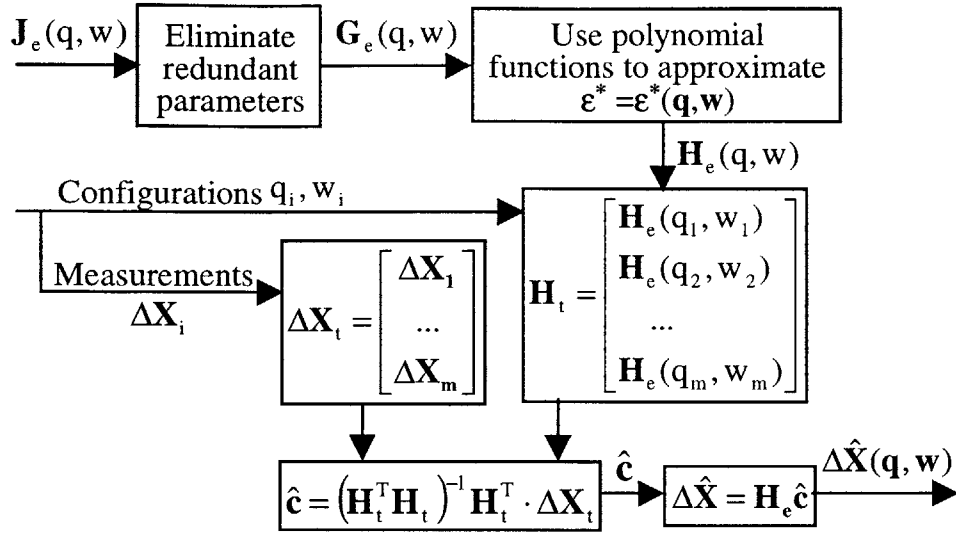 J_e(q, w)
Eliminate
redundant
parameters
G_e(q, w)
Use polynomial
functions to approximate
ε* =ε*(q,w)
H_e(q, w)
Configurations q_i, w_i
Measurements
ΔX_i
ΔX_t = [ΔX_1
...
ΔX_m]
H_t = [H_e(q_1, w_1)
H_e(q_2, w_2)
...
H_e(q_m, w_m)]
ĉ = (H_t^T H_t)^{-1} H_t^T · ΔX_t
ĉ
ΔX̂ = H_e ĉ
ΔX̂(q, w)